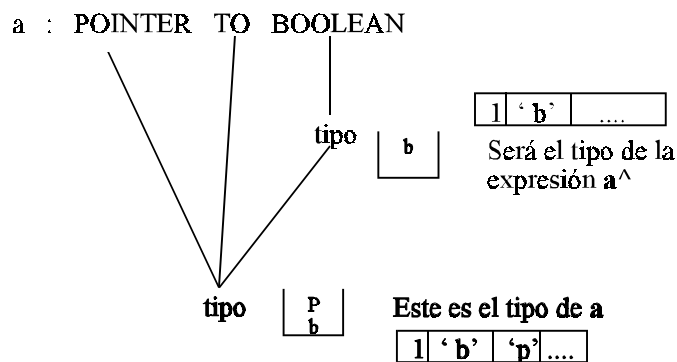 a : POINTER TO BOOLEAN
1 ‘ b’ ....
tipo b
Será el tipo de la
expresión a^
tipo P
b
Este es el tipo de a
1 ‘ b’ ‘p’ ....